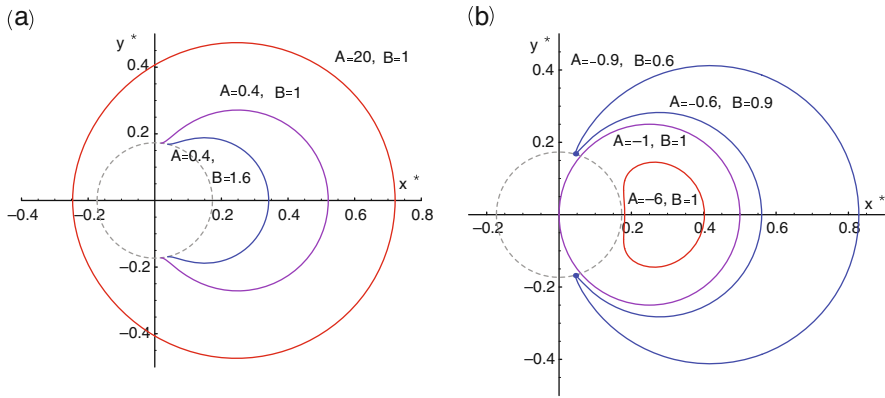 (a)
y *
A=20, B=1
0.4
A=0.4, B=1
0.2
A=0.4,
B=1.6
x *
−0.4 −0.2 0.2 0.4 0.6 0.8
−0.2
−0.4
(b)
y *
A=−0.9, B=0.6
0.4
A=−0.6, B=0.9
0.2
A=−1, B=1
A=−6, B=1
x *
−0.2 0.2 0.4 0.6 0.8
−0.2
−0.4